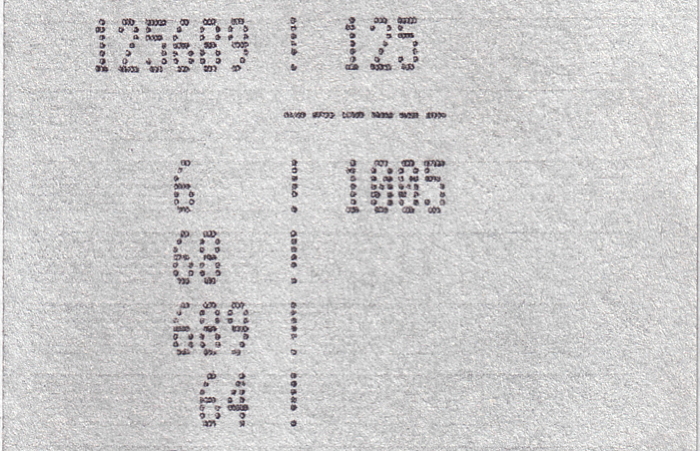 125689 | 125
------
6 | 1005
68 |
689 |
64 |